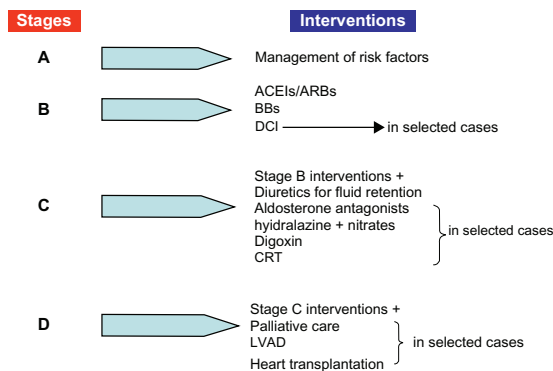 Stages Interventions
A Management of risk factors
ACEIs/ARBs
B BBs
DCI in selected cases
Stage B interventions +
Diuretics for fluid retention
C Aldosterone antagonists
hyidralazine + nitrates in selected cases
Digoxin
CRT
Stage C interventions +
D Palliative care
LVAD in selected cases
Heart transplantation